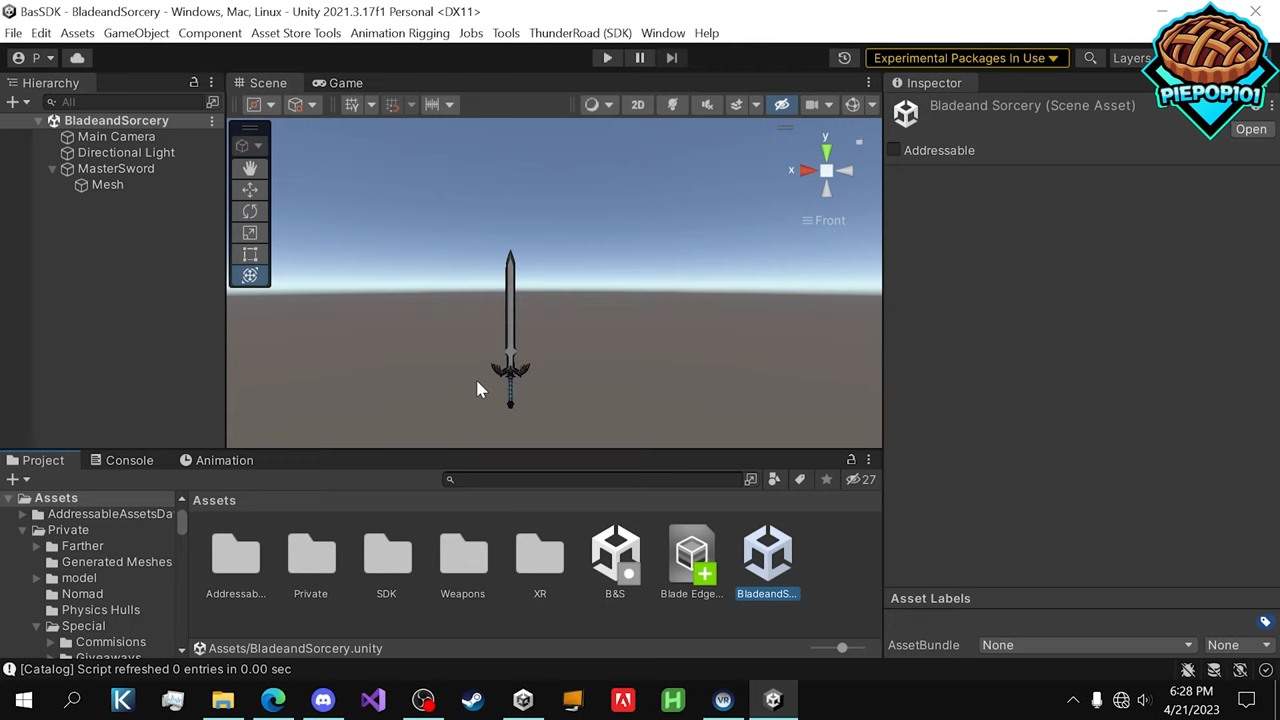 BasSDK - BladeandSorcery - Windows, Mac, Linux - Unity 2021.3.17f1 Personal <DX11>
File Edit Assets GameObject Component Asset Store Tools Animation Rigging Jobs Tools ThunderRoad (SDK) Window Help
P Experimental Packages In Use Layers
PIEPOP101
Hierarchy
All
BladeandSorcery
Main Camera
Directional Light
MasterSword
Mesh
Scene Game
2D
y
x
Front
Inspector
Bladeand Sorcery (Scene Asset)
Open
Addressable
Project Console Animation
27
Assets
AddressableAssetsDa
Private
Farther
Generated Meshes
model
Nomad
Physics Hulls
Special
Commisions
Giveaways
Assets
Addressab... Private SDK Weapons XR B&S Blade Edge... BladeandS...
Assets/BladeandSorcery.unity
Asset Labels
AssetBundle None None
[Catalog] Script refreshed 0 entries in 0.00 sec
6:28 PM
4/21/2023